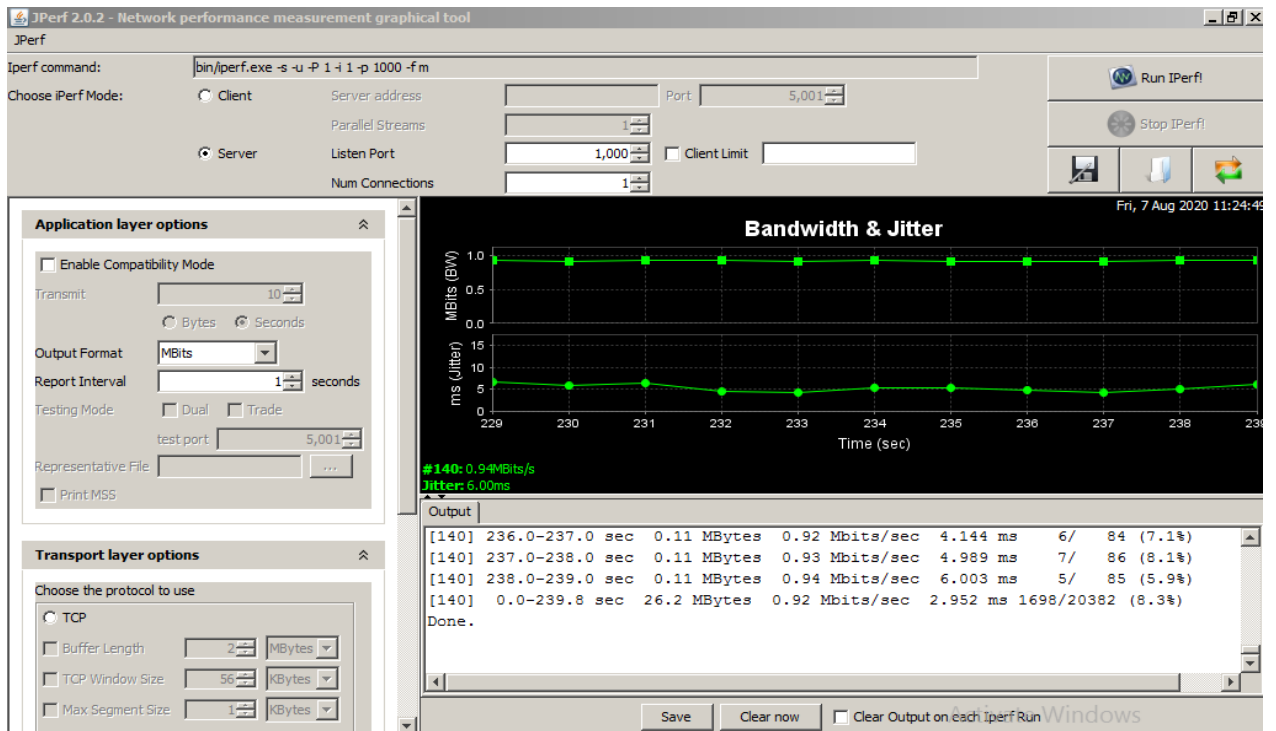 JPerf 2.0.2 - Network performance measurement graphical tool
JPerf
Iperf command: bin/iperf.exe -s -u -P 1 -i 1 -p 1000 -f m
Run IPerf!
Choose iPerf Mode: Client Server address Port 5,001
Parallel Streams 1
Stop IPerf!
Server Listen Port 1,000 Client Limit
Num Connections 1
Application layer options
Enable Compatibility Mode
Transmit 10
Bytes Seconds
Output Format MBits
Report Interval 1 seconds
Testing Mode Dual Trade
test port 5,001
Representative File ...
Print MSS
Transport layer options
Choose the protocol to use
TCP
Buffer Length 2 MBytes
TCP Window Size 56 KBytes
Max Segment Size 1 KBytes
Fri, 7 Aug 2020 11:24:49
Bandwidth & Jitter
MBits (BW)
1.0
0.5
0.0
ms (Jitter)
15
10
5
0
229 230 231 232 233 234 235 236 237 238 239
Time (sec)
#140: 0.94MBits/s
Jitter: 6.00ms
Output
[140] 236.0-237.0 sec 0.11 MBytes 0.92 Mbits/sec 4.144 ms 6/ 84 (7.1%)
[140] 237.0-238.0 sec 0.11 MBytes 0.93 Mbits/sec 4.989 ms 7/ 86 (8.1%)
[140] 238.0-239.0 sec 0.11 MBytes 0.94 Mbits/sec 6.003 ms 5/ 85 (5.9%)
[140] 0.0-239.8 sec 26.2 MBytes 0.92 Mbits/sec 2.952 ms 1698/20382 (8.3%)
Done.
Save Clear now Clear Output on each Iperf Run
Activate Windows